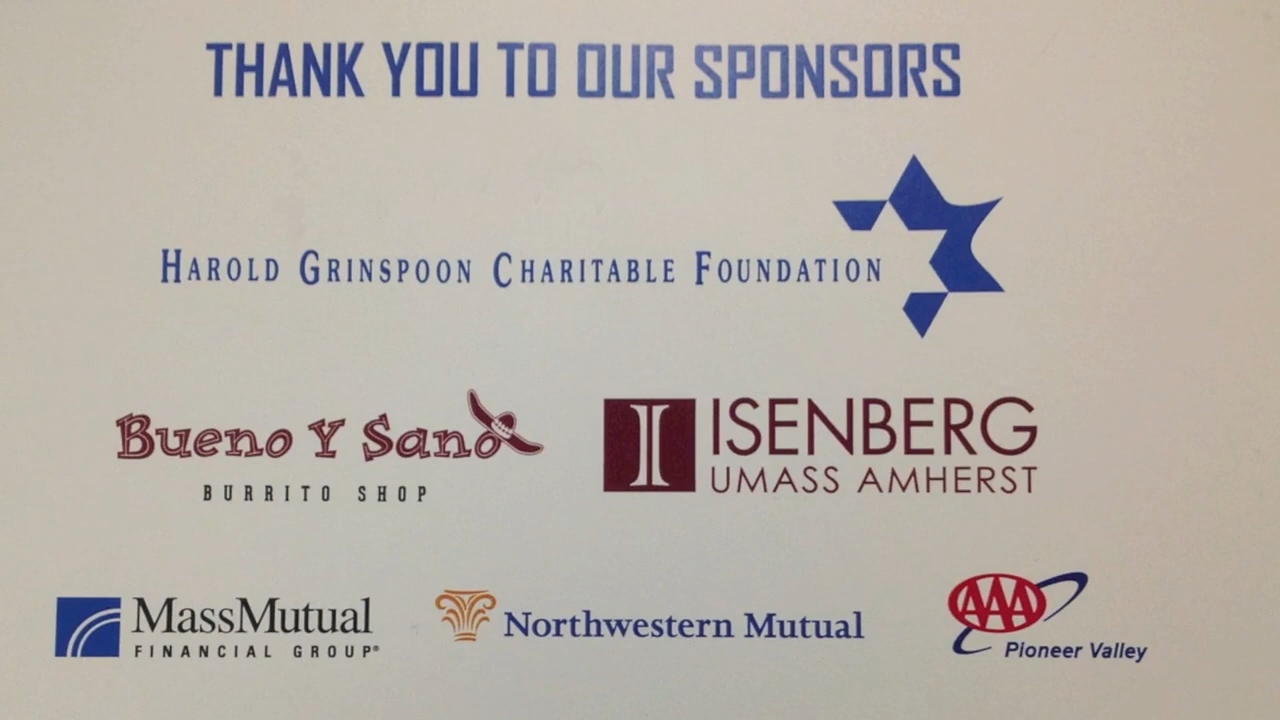 THANK YOU TO OUR SPONSORS
HAROLD GRINSPOON CHARITABLE FOUNDATION
Bueno Y Sano
BURRITO SHOP
I ISENBERG
UMASS AMHERST
MassMutual
FINANCIAL GROUP®
Northwestern Mutual
AAA
Pioneer Valley